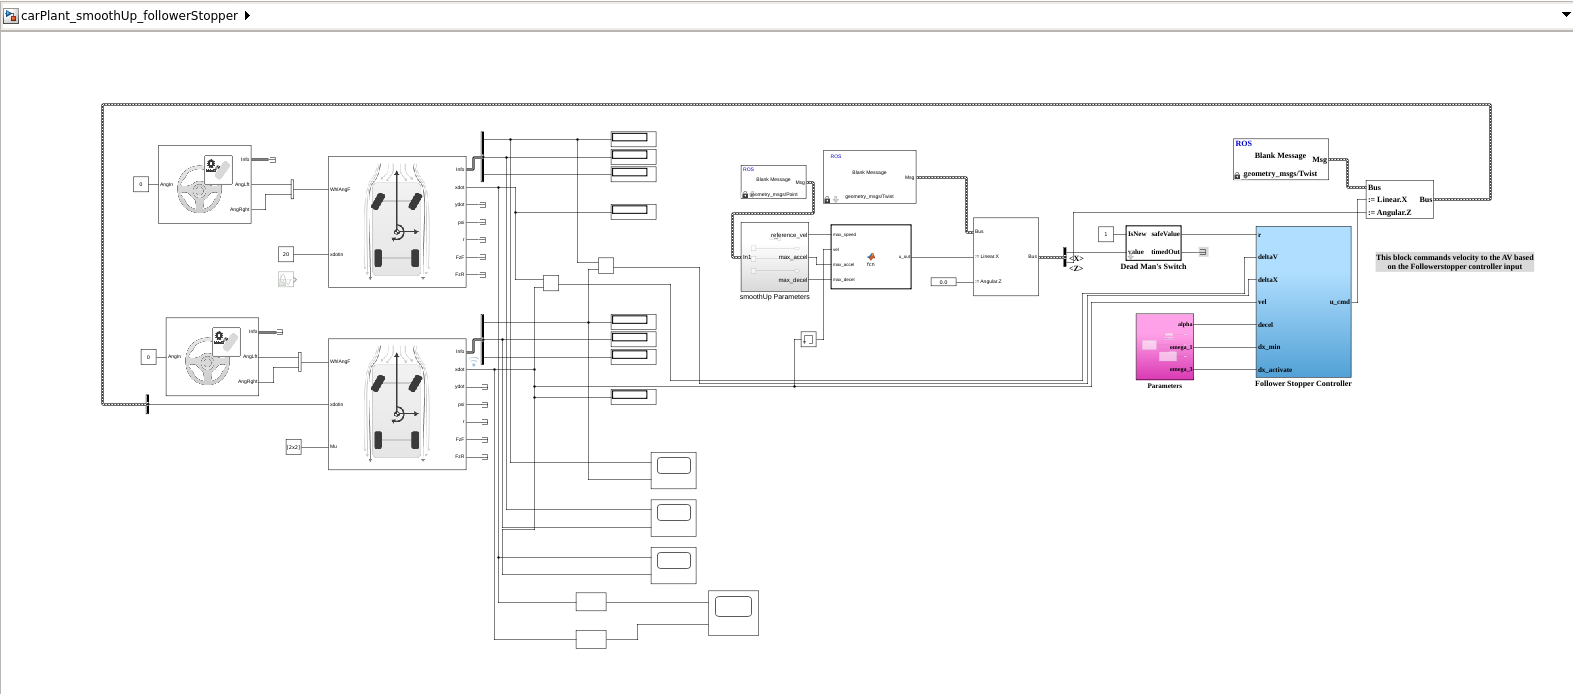 carPlant_smoothUp_followerStopper
ROS
Blank Message
Msg
geometry_msgs/Twist
ROS
Blank Message
Msg
geometry_msgs/Point
ROS
Blank Message
Msg
geometry_msgs/Twist
Info
0
AngIn
AngLft
AngRght
WhlAngF
20
xdotin
Info
xdot
ydot
psi
r
FzF
FzR
Bus
:= Linear.X
:= Angular.Z
Bus
reference_vel
In1
max_accel
max_decel
smoothUp Parameters
max_speed
vel
max_accel
max_decel
fcn
u_out
Bus
:= Linear.X
Bus
0.0
:= Angular.Z
<X>
<Z>
1
IsNew
safeValue
value
timedOut
Dead Man's Switch
r
deltaV
deltaX
vel
u_cmd
decel
dx_min
dx_activate
Follower Stopper Controller
This block commands velocity to the AV based
on the Followerstopper controller input
alpha
omega_1
omega_3
Parameters
Info
0
AngIn
AngLft
AngRght
WhlAngF
xdotin
[2x2]
Mu
Info
xdot
ydot
psi
r
FzF
FzR